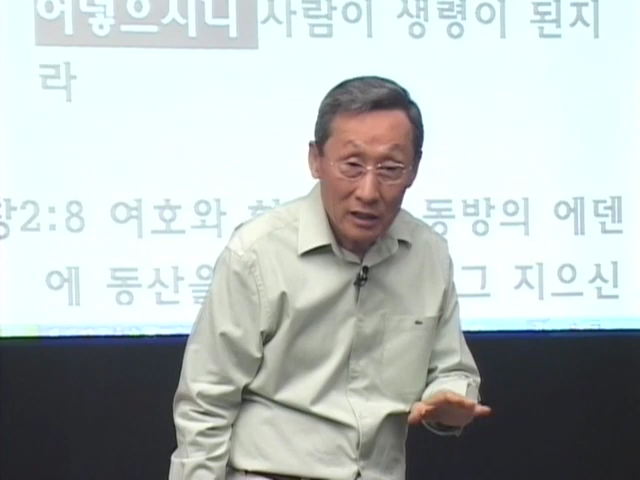 어넣으시니 사람이 생령이 된지
라
창2:8 여호와 동방의 에덴
에 동산을 그 지으신